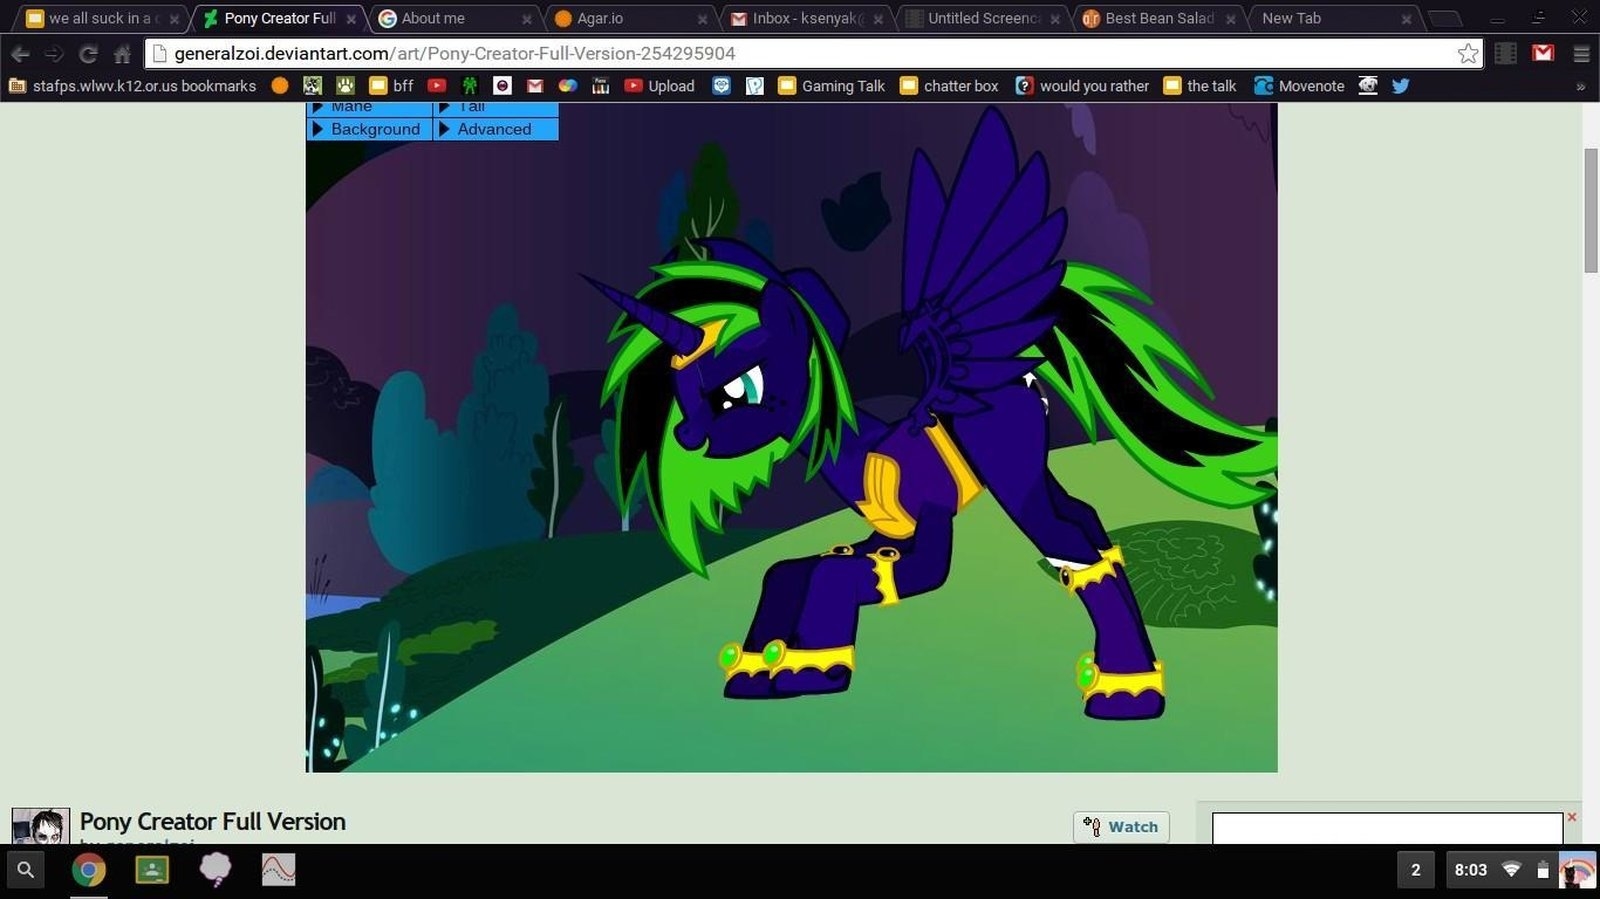 we all suck in a c
Pony Creator Full
About me
Agar.io
Inbox - ksenyak@
Untitled Screenca
Best Bean Salad
New Tab
generalzoi.deviantart.com/art/Pony-Creator-Full-Version-254295904
stafps.wlwv.k12.or.us bookmarks
bff
Upload
Gaming Talk
chatter box
would you rather
the talk
Movenote
»
Mane
Tail
Background
Advanced
Pony Creator Full Version
by generalzoi
Watch
2
8:03